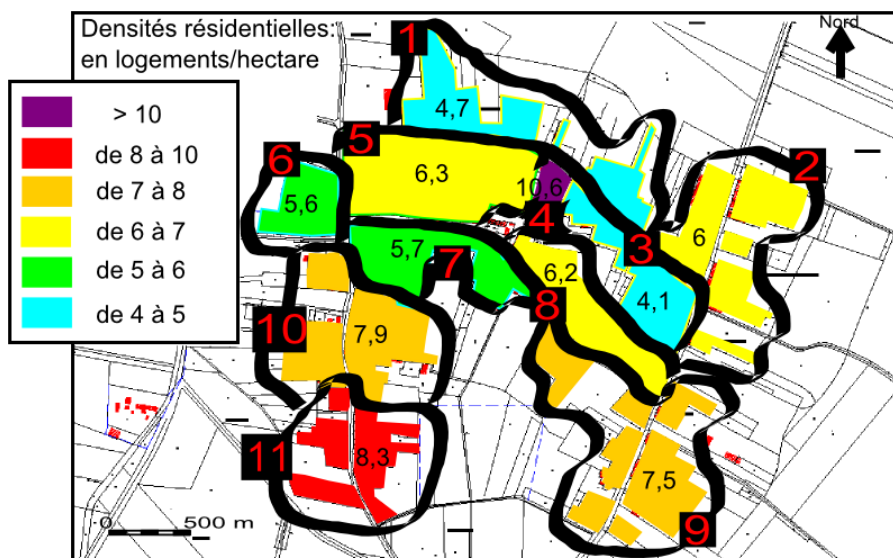 Densités résidentielles:
en logements/hectare
Nord
> 10
de 8 à 10
de 7 à 8
de 6 à 7
de 5 à 6
de 4 à 5
1
4,7
5
6,3
6
5,6
10,6
2
4
3
6
5,7
7
6,2
4,1
8
10
7,9
11
8,3
7,5
9
0 500 m